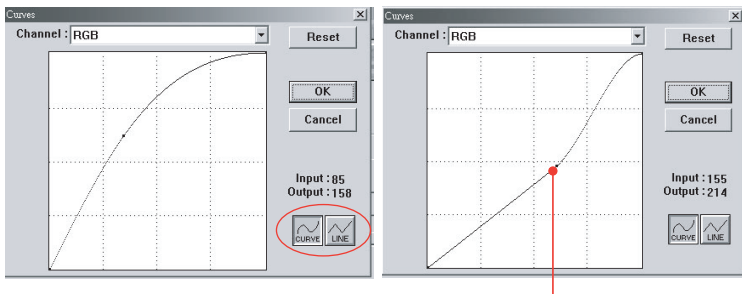 Curves
Channel : RGB
Reset
OK
Cancel
Input : 85
Output : 158
CURVE LINE
Curves
Channel : RGB
Reset
OK
Cancel
Input : 155
Output : 214
CURVE LINE